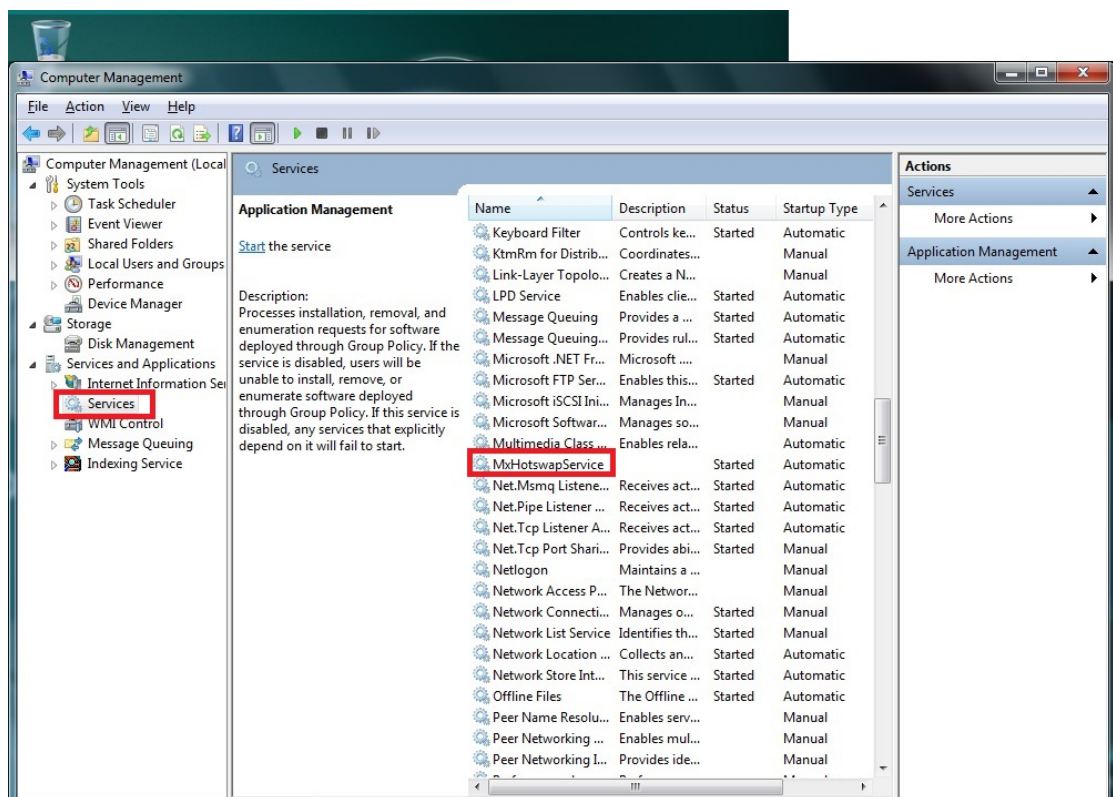 Computer Management
File Action View Help
Computer Management (Local
System Tools
Task Scheduler
Event Viewer
Shared Folders
Local Users and Groups
Performance
Device Manager
Storage
Disk Management
Services and Applications
Internet Information Ser
Services
WMI Control
Message Queuing
Indexing Service
Services
Application Management
Start the service
Description:
Processes installation, removal, and
enumeration requests for software
deployed through Group Policy. If the
service is disabled, users will be
unable to install, remove, or
enumerate software deployed
through Group Policy. If this service is
disabled, any services that explicitly
depend on it will fail to start.
Name Description Status Startup Type
Keyboard Filter Controls ke... Started Automatic
KtmRm for Distrib... Coordinates... Manual
Link-Layer Topolo... Creates a N... Manual
LPD Service Enables clie... Started Automatic
Message Queuing Provides a ... Started Automatic
Message Queuing... Provides rul... Started Automatic
Microsoft .NET Fr... Microsoft .... Manual
Microsoft FTP Ser... Enables this... Started Automatic
Microsoft iSCSI Ini... Manages In... Manual
Microsoft Softwar... Manages so... Manual
Multimedia Class ... Enables rela... Automatic
MxHotswapService Started Automatic
Net.Msmq Listene... Receives act... Started Automatic
Net.Pipe Listener ... Receives act... Started Automatic
Net.Tcp Listener A... Receives act... Started Automatic
Net.Tcp Port Shari... Provides abi... Started Manual
Netlogon Maintains a ... Manual
Network Access P... The Networ... Manual
Network Connecti... Manages o... Started Manual
Network List Service Identifies th... Started Manual
Network Location ... Collects an... Started Automatic
Network Store Int... This service ... Started Automatic
Offline Files The Offline ... Started Automatic
Peer Name Resolu... Enables serv... Manual
Peer Networking ... Enables mul... Manual
Peer Networking I... Provides ide... Manual
Actions
Services
More Actions
Application Management
More Actions